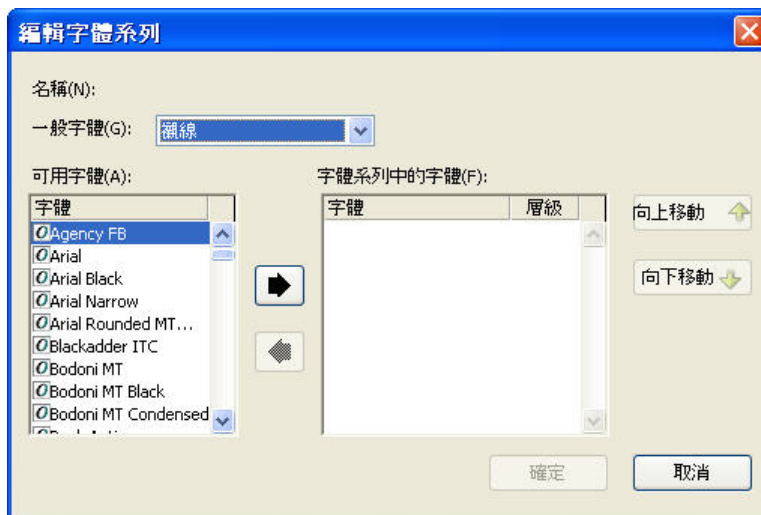 編輯字體系列
名稱(N):
一般字體(G): 襯線
可用字體(A):
字體
Agency FB
Arial
Arial Black
Arial Narrow
Arial Rounded MT...
Blackadder ITC
Bodoni MT
Bodoni MT Black
Bodoni MT Condensed
字體系列中的字體(F):
字體 層級
向上移動
向下移動
確定 取消